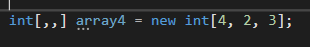 int[,,] array4 = new int[4, 2, 3];